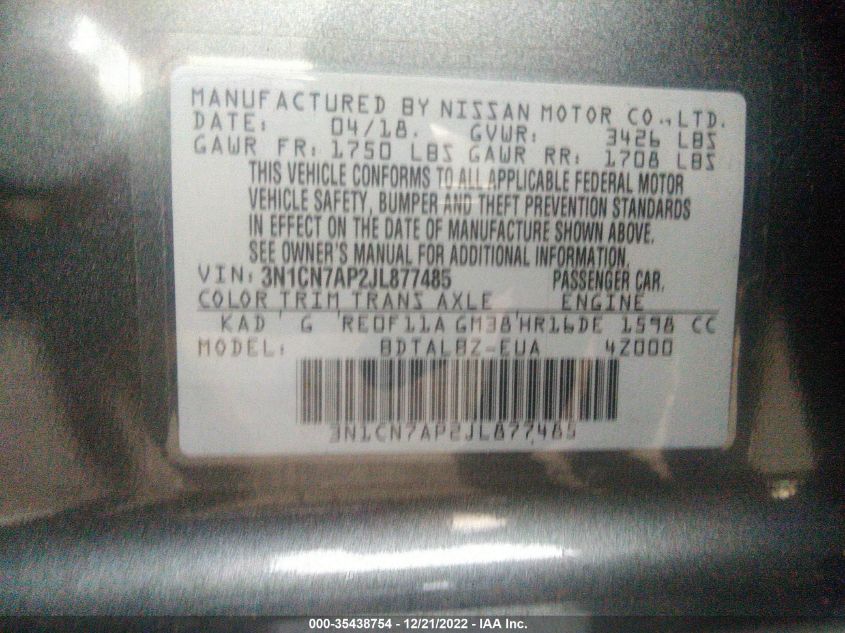 MANUFACTURED BY NISSAN MOTOR CO.,LTD.
DATE: 04/18. GVWR: 3426 LBS
GAWR FR: 1750 LBS GAWR RR: 1708 LBS
THIS VEHICLE CONFORMS TO ALL APPLICABLE FEDERAL MOTOR
VEHICLE SAFETY, BUMPER AND THEFT PREVENTION STANDARDS
IN EFFECT ON THE DATE OF MANUFACTURE SHOWN ABOVE.
SEE OWNER'S MANUAL FOR ADDITIONAL INFORMATION.
VIN: 3N1CN7AP2JL877485 PASSENGER CAR.
COLOR TRIM TRANS AXLE ENGINE
KAD G RE0F11A GM38 HR16DE 1598 CC
MODEL: BDTALBZ-EUA 4Z000
3N1CN7AP2JL877485
000-35438754 - 12/21/2022 - IAA Inc.